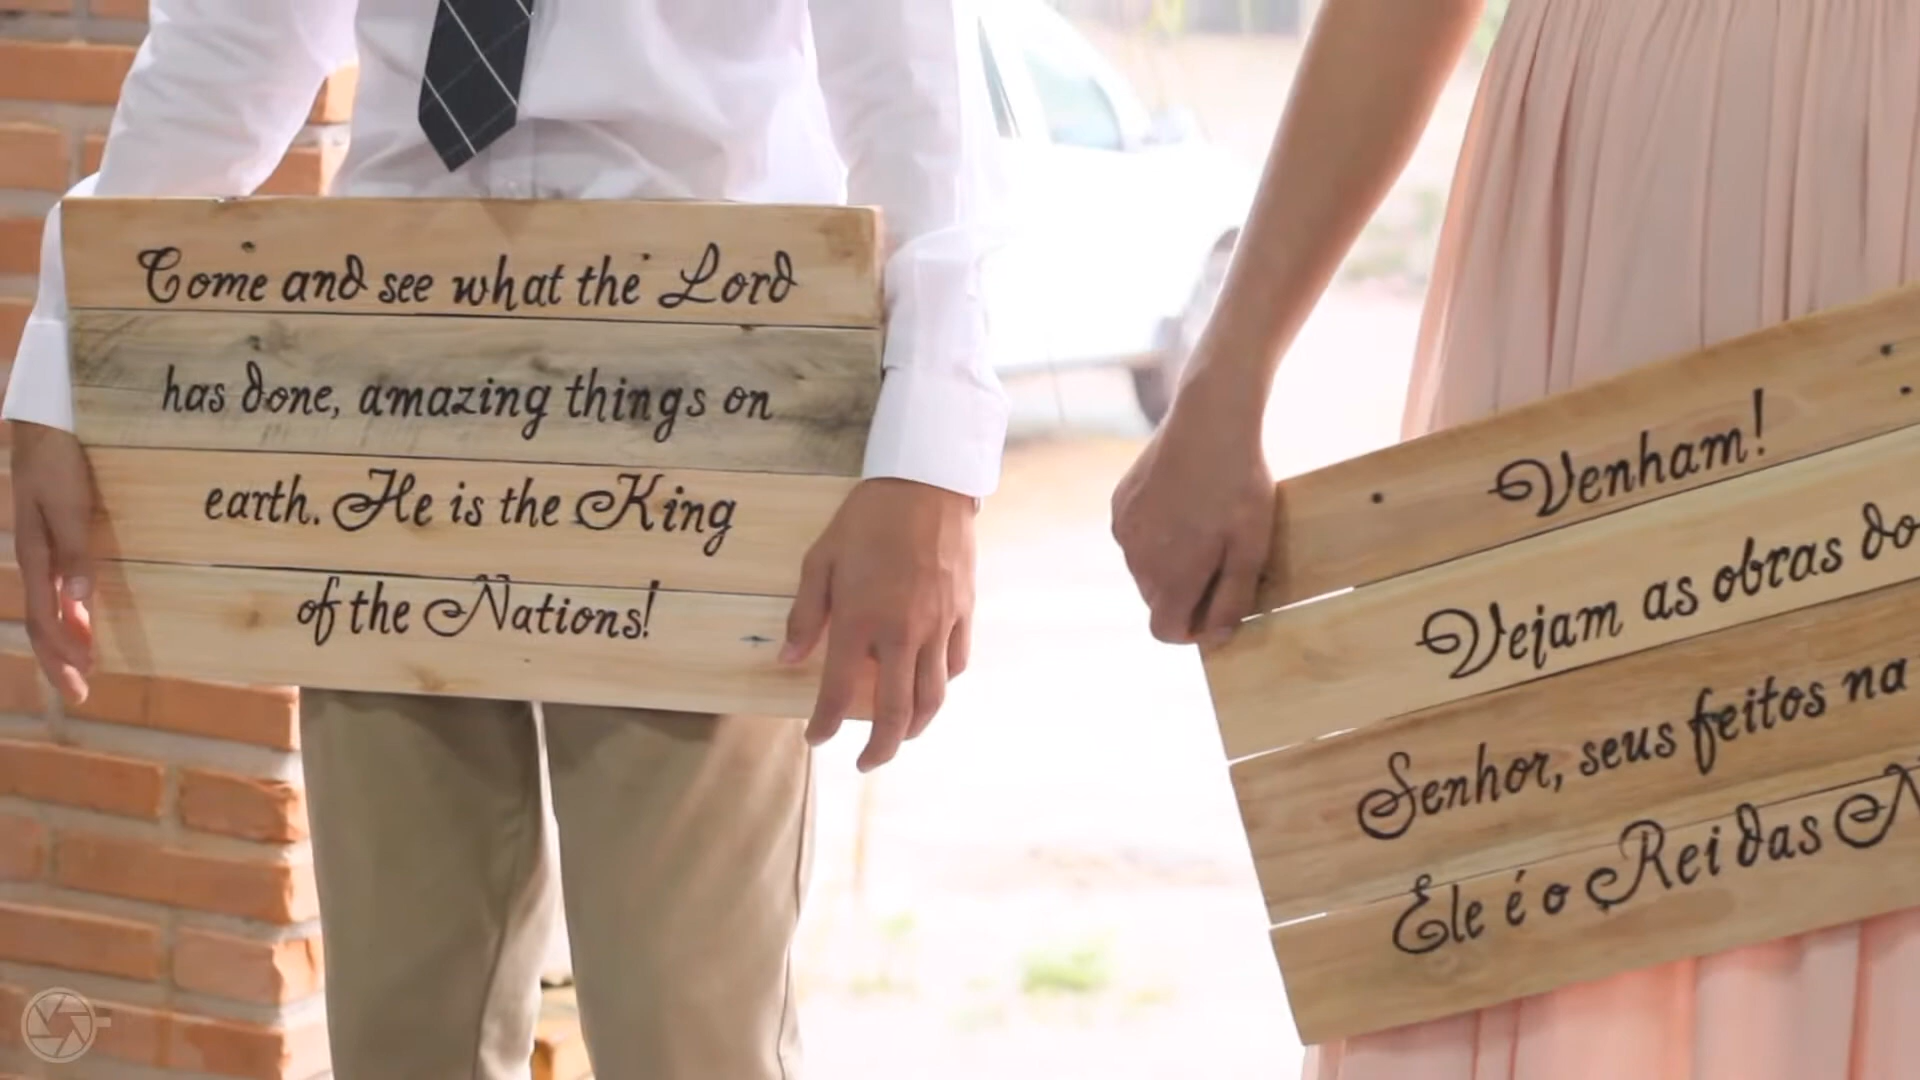 Come and see what the Lord
has done, amazing things on
earth. He is the King
of the Nations!
Venham!
Vejam as obras do
Senhor, seus feitos na
Ele é o Rei das